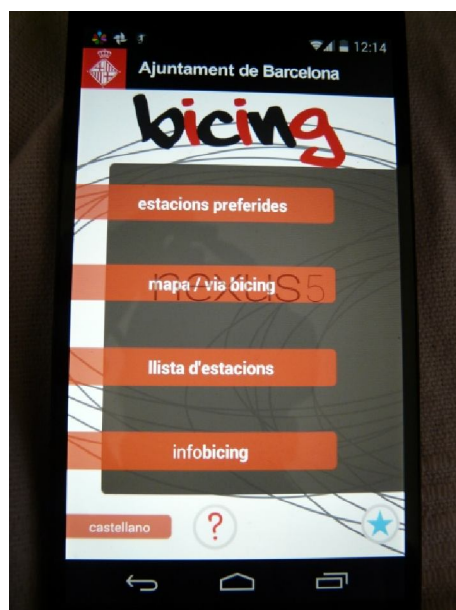 12:14
Ajuntament de Barcelona
bicing
estacions preferides
mapa / via bicing
nexus 5
llista d'estacions
infobicing
castellano
?